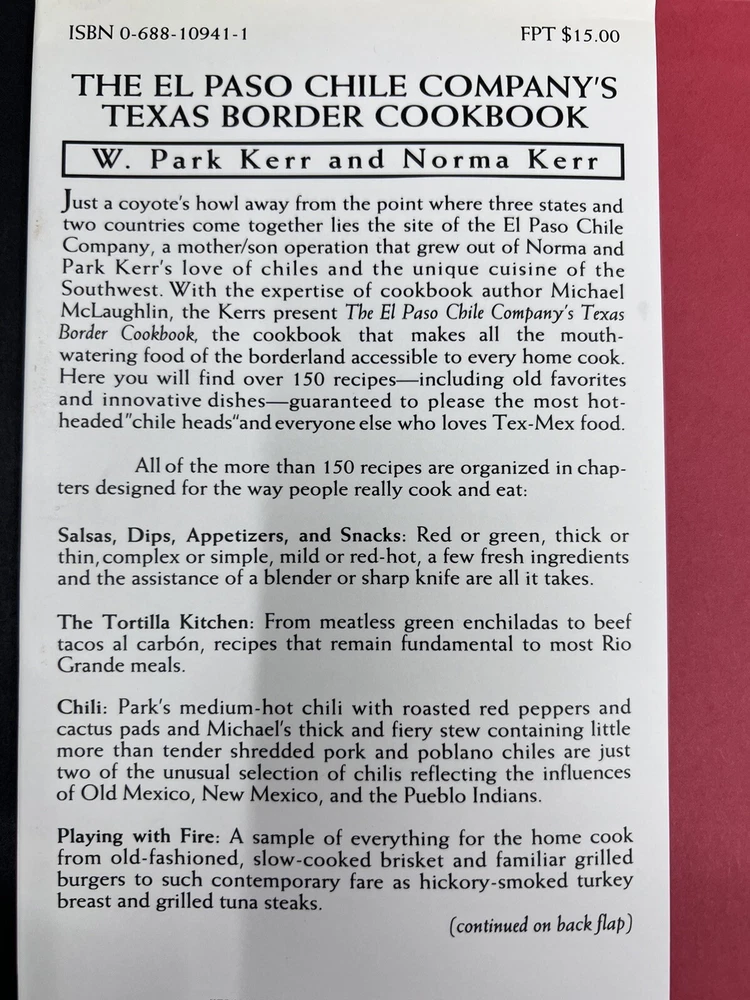 ISBN 0-688-10941-1 FPT $15.00
THE EL PASO CHILE COMPANY'S
TEXAS BORDER COOKBOOK
W. Park Kerr and Norma Kerr
Just a coyote's howl away from the point where three states and
two countries come together lies the site of the El Paso Chile
Company, a mother/son operation that grew out of Norma and
Park Kerr's love of chiles and the unique cuisine of the
Southwest. With the expertise of cookbook author Michael
McLaughlin, the Kerrs present The El Paso Chile Company's Texas
Border Cookbook, the cookbook that makes all the mouth-
watering food of the borderland accessible to every home cook.
Here you will find over 150 recipes—including old favorites
and innovative dishes—guaranteed to please the most hot-
headed "chile heads" and everyone else who loves Tex-Mex food.
All of the more than 150 recipes are organized in chap-
ters designed for the way people really cook and eat:
Salsas, Dips, Appetizers, and Snacks: Red or green, thick or
thin, complex or simple, mild or red-hot, a few fresh ingredients
and the assistance of a blender or sharp knife are all it takes.
The Tortilla Kitchen: From meatless green enchiladas to beef
tacos al carbón, recipes that remain fundamental to most Rio
Grande meals.
Chili: Park's medium-hot chili with roasted red peppers and
cactus pads and Michael's thick and fiery stew containing little
more than tender shredded pork and poblano chiles are just
two of the unusual selection of chilis reflecting the influences
of Old Mexico, New Mexico, and the Pueblo Indians.
Playing with Fire: A sample of everything for the home cook
from old-fashioned, slow-cooked brisket and familiar grilled
burgers to such contemporary fare as hickory-smoked turkey
breast and grilled tuna steaks.
(continued on back flap)